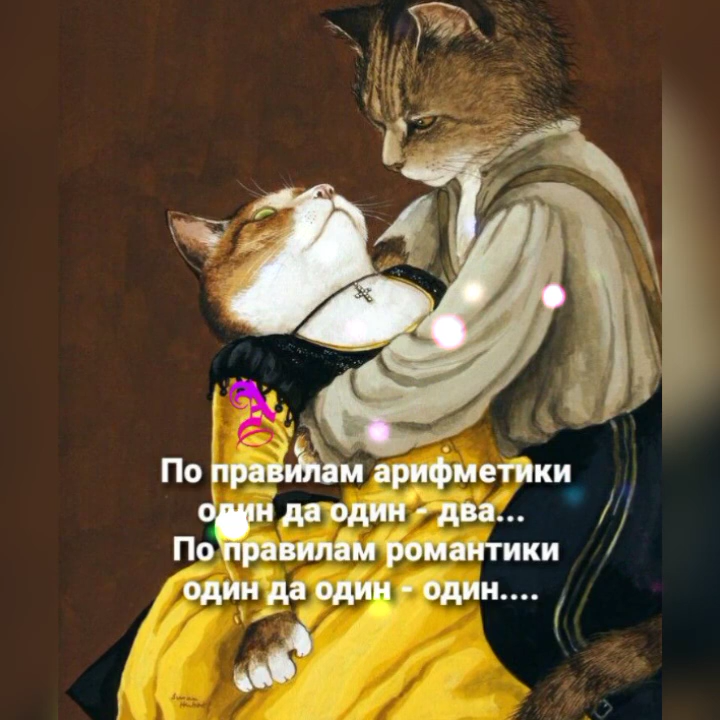 По правилам арифметики
один да один - два...
По правилам романтики
один да один - один....